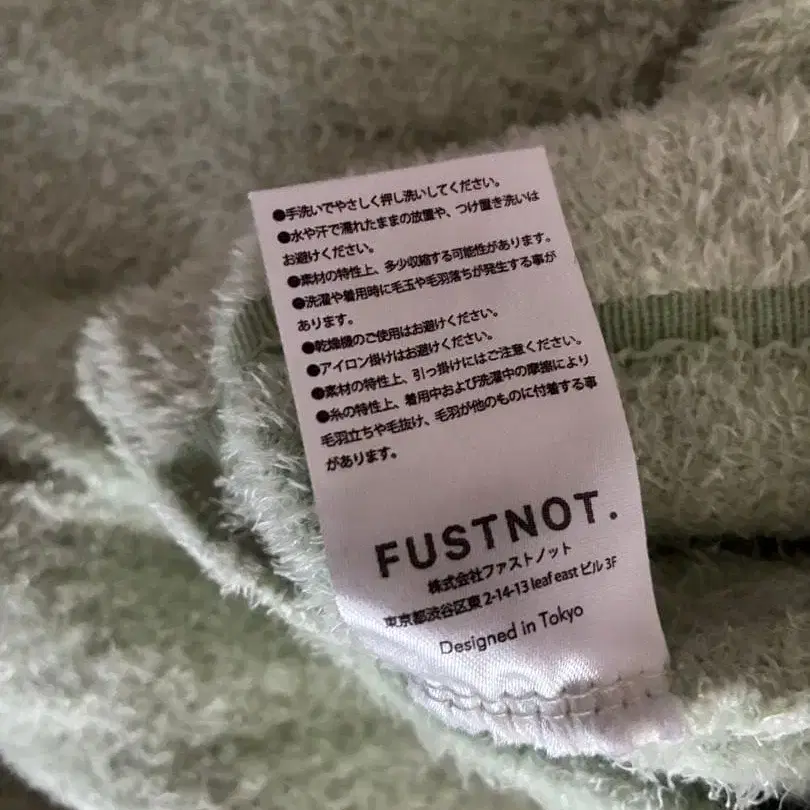 ●手洗いでやさしく押し洗いしてください。
●水や汗で濡れたままの放置や、つけ置き洗いは
お避けください。
●素材の特性上、多少収縮する可能性があります。
●洗濯や着用時に毛玉や毛羽落ちが発生する事が
あります。
●乾燥機のご使用はお避けください。
●アイロン掛けはお避けください。
●素材の特性上、引っ掛けにはご注意ください。
●糸の特性上、着用中および洗濯中の摩擦により
毛羽立ちや毛抜け、毛羽が他のものに付着する事
があります。
FUSTNOT.
株式会社ファストノット
東京都渋谷区東 2-14-13 leaf east ビル 3F
Designed in Tokyo